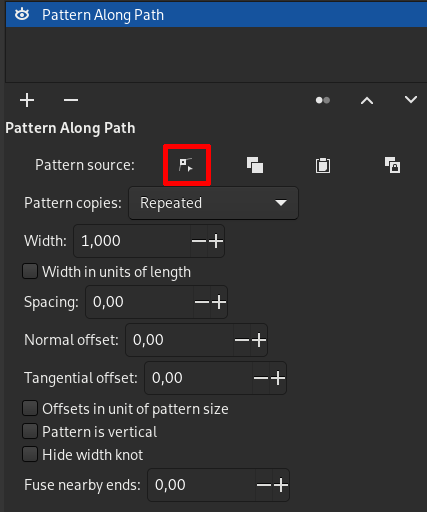 Pattern Along Path
Pattern Along Path
Pattern source:
Pattern copies: Repeated
Width: 1,000
Width in units of length
Spacing: 0,00
Normal offset: 0,00
Tangential offset: 0,00
Offsets in unit of pattern size
Pattern is vertical
Hide width knot
Fuse nearby ends: 0,00